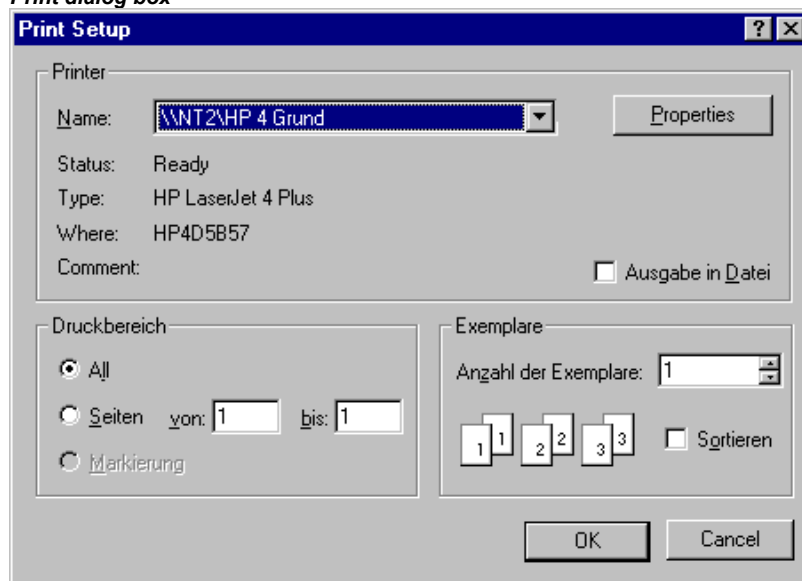 Print dialog box
Print Setup
Printer
Name: \\NT2\HP 4 Grund Properties
Status: Ready
Type: HP LaserJet 4 Plus
Where: HP4D5B57
Comment: Ausgabe in Datei
Druckbereich
All
Seiten von: 1 bis: 1
Markierung
Exemplare
Anzahl der Exemplare: 1
1 1 2 2 3 3 Sortieren
OK Cancel